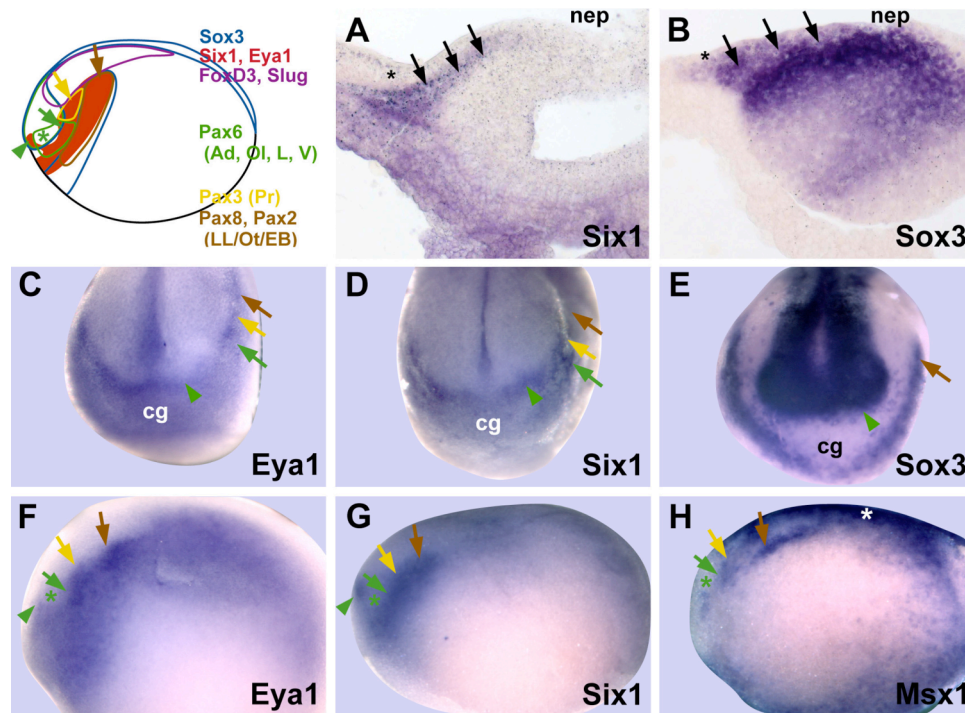 Sox3
Six1, Eya1
FoxD3, Slug
Pax6
(Ad, Ol, L, V)
Pax3 (Pr)
Pax8, Pax2
(LL/Ot/EB)
*
A
nep
*
Six1
B
nep
*
Sox3
C
cg
Eya1
D
cg
Six1
E
cg
Sox3
F
*
Eya1
G
*
Six1
H
*
*
Msx1